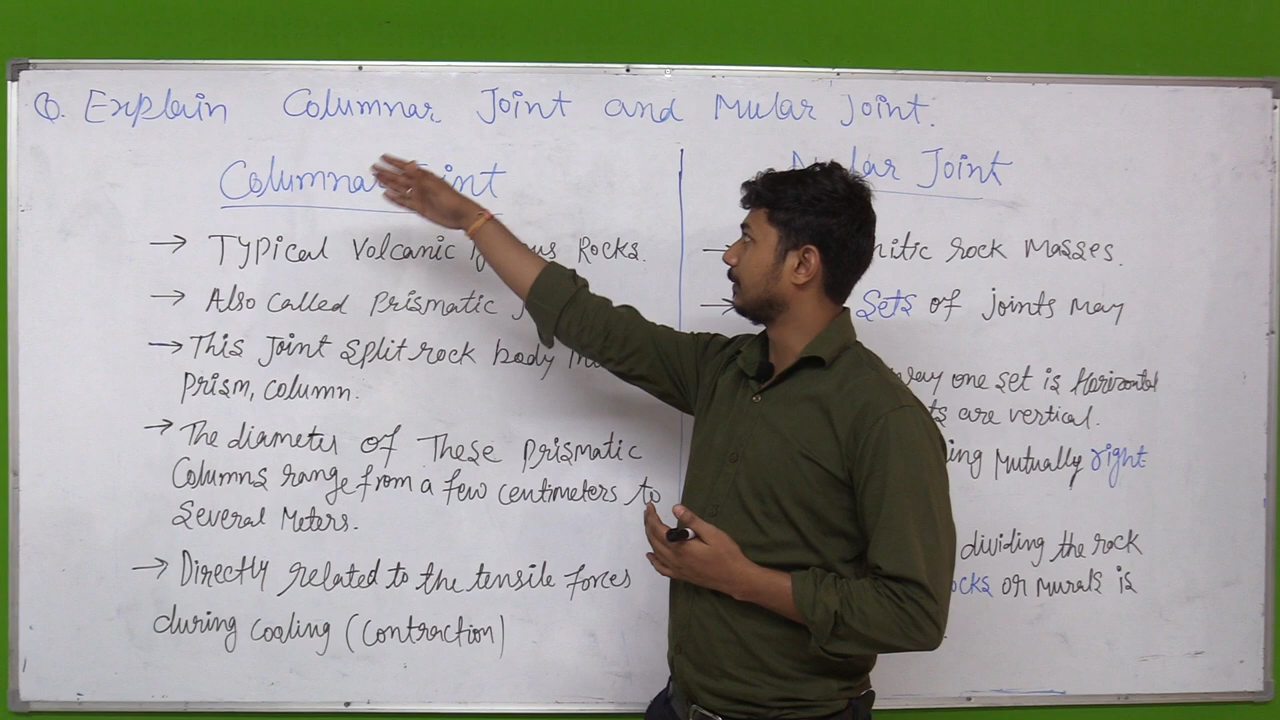 Q. Explain Columnar Joint and Mular Joint.
Columnar Joint
→ Typical Volcanic Rocks.
→ Also called Prismatic
→ This Joint split rock body
Prism, column.
→ The diameter of These Prismatic
Columns range from a few centimeters to
Several Meters.
→ Directly related to the tensile forces
during cooling (contraction)
Joint
rock Masses.
Sets of joints May
one set is Horizontal
are vertical.
Mutually right
dividing the rock
or murals is